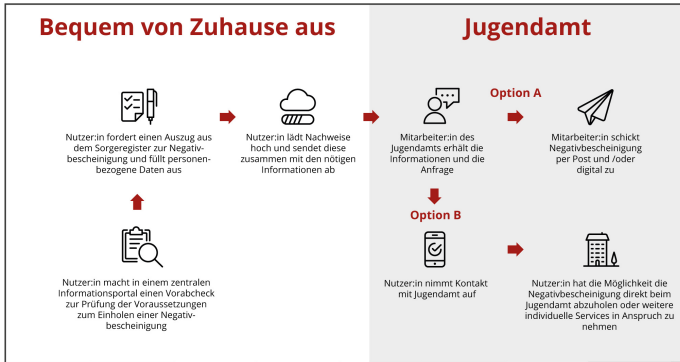 Bequem von Zuhause aus
Nutzer:in fordert einen Auszug aus
dem Sorgeregister zur Negativ-
bescheinigung und füllt personen-
bezogene Daten aus
Nutzer:in lädt Nachweise
hoch und sendet diese
zusammen mit den nötigen
Informationen ab
Nutzer:in macht in einem zentralen
Informationsportal einen Vorabcheck
zur Prüfung der Voraussetzungen
zum Einholen einer Negativ-
bescheinigung
Jugendamt
Mitarbeiter:in des
Jugendamts erhält die
Informationen und die
Anfrage
Option A
Mitarbeiter:in schickt
Negativbescheinigung
per Post und /oder
digital zu
Option B
Nutzer:in nimmt Kontakt
mit Jugendamt auf
Nutzer:in hat die Möglichkeit die
Negativbescheinigung direkt beim
Jugendamt abzuholen oder weitere
individuelle Services in Anspruch zu
nehmen